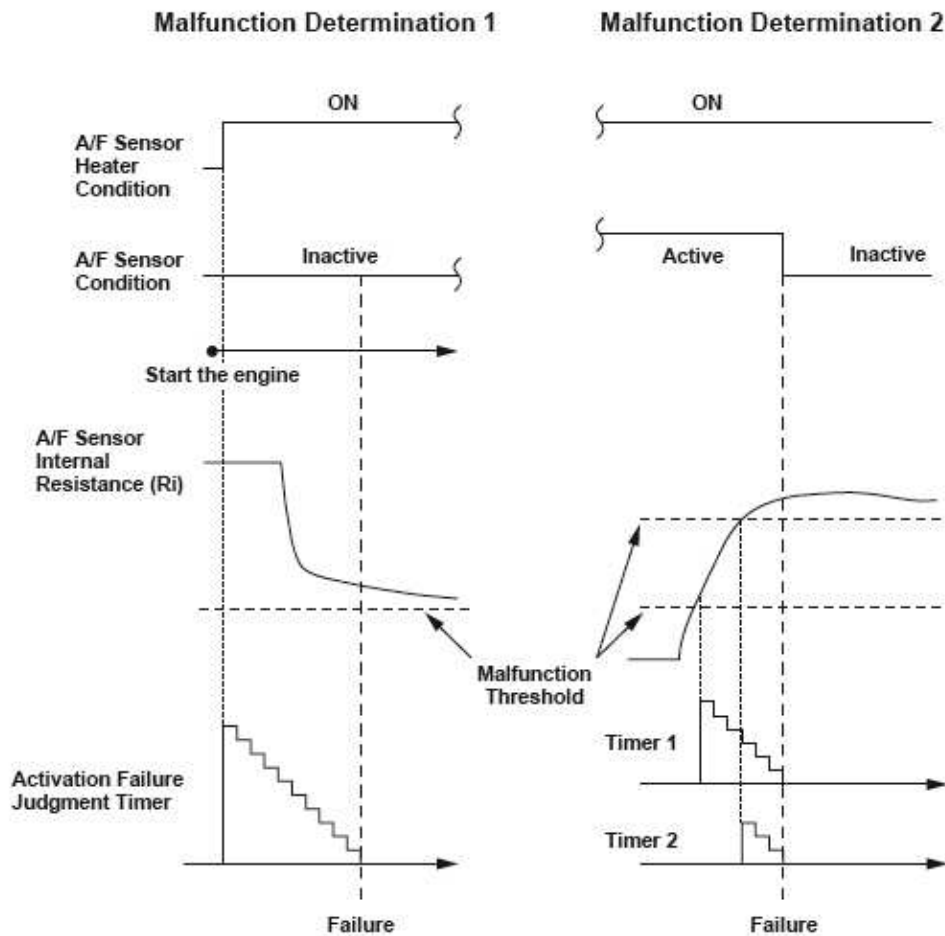 Malfunction Determination 1
Malfunction Determination 2
ON
ON
A/F Sensor
Heater
Condition
A/F Sensor
Condition
Inactive
Active
Inactive
Start the engine
A/F Sensor
Internal
Resistance (Ri)
Malfunction
Threshold
Timer 1
Activation Failure
Judgment Timer
Timer 2
Failure
Failure